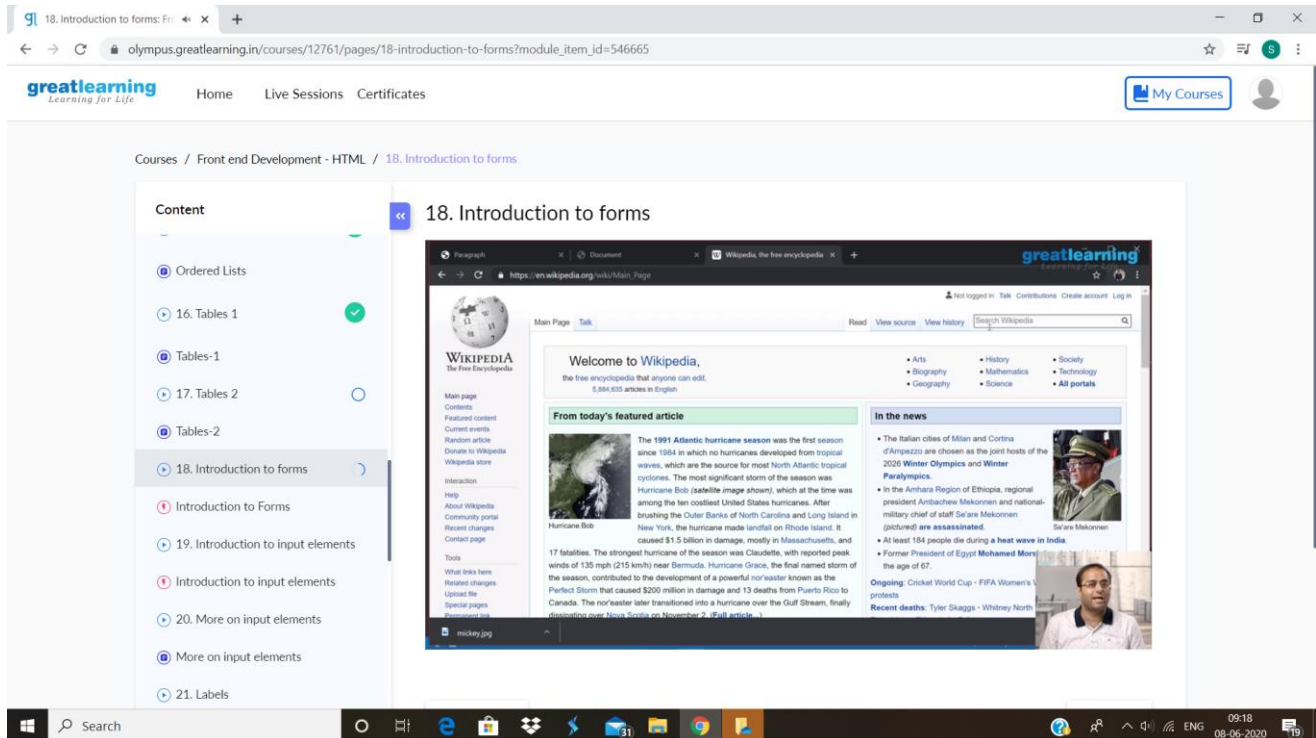 18. Introduction to forms: Fr
olympus.greatlearning.in/courses/12761/pages/18-introduction-to-forms?module_item_id=546665
S
greatlearning
Learning for Life
Home Live Sessions Certificates
My Courses
Courses / Front end Development - HTML / 18. Introduction to forms
Content
Ordered Lists
16. Tables 1
Tables-1
17. Tables 2
Tables-2
18. Introduction to forms
Introduction to Forms
19. Introduction to input elements
Introduction to input elements
20. More on input elements
More on input elements
21. Labels
18. Introduction to forms
Paragraph
Document
Wikipedia, the free encyclopedia
greatlearning
Learning for Life
https://en.wikipedia.org/wiki/Main_Page
Not logged in Talk Contributions Create account Log in
Main Page Talk
Read View source View history Search Wikipedia
WIKIPEDIA
The Free Encyclopedia
Main page
Contents
Featured content
Current events
Random article
Donate to Wikipedia
Wikipedia store
Interaction
Help
About Wikipedia
Community portal
Recent changes
Contact page
Tools
What links here
Related changes
Upload file
Special pages
Permanent link
Welcome to Wikipedia,
the free encyclopedia that anyone can edit.
5,884,635 articles in English
• Arts
• Biography
• Geography
• History
• Mathematics
• Science
• Society
• Technology
• All portals
From today's featured article
The 1991 Atlantic hurricane season was the first season
since 1984 in which no hurricanes developed from tropical
waves, which are the source for most North Atlantic tropical
cyclones. The most significant storm of the season was
Hurricane Bob (satellite image shown), which at the time was
among the ten costliest United States hurricanes. After
brushing the Outer Banks of North Carolina and Long Island in
New York, the hurricane made landfall on Rhode Island. It
caused $1.5 billion in damage, mostly in Massachusetts, and
Hurricane Bob
17 fatalities. The strongest hurricane of the season was Claudette, with reported peak
winds of 135 mph (215 km/h) near Bermuda. Hurricane Grace, the final named storm of
the season, contributed to the development of a powerful nor'easter known as the
Perfect Storm that caused $200 million in damage and 13 deaths from Puerto Rico to
Canada. The nor'easter later transitioned into a hurricane over the Gulf Stream, finally
dissipating over Nova Scotia on November 2. (Full article...)
In the news
• The Italian cities of Milan and Cortina
d'Ampezzo are chosen as the joint hosts of the
2026 Winter Olympics and Winter
Paralympics.
• In the Amhara Region of Ethiopia, regional
president Ambachew Mekonnen and national-
military chief of staff Se'are Mekonnen
(pictured) are assassinated.
Se'are Mekonnen
• At least 184 people die during a heat wave in India.
• Former President of Egypt Mohamed Mors
the age of 67.
Ongoing: Cricket World Cup · FIFA Women's
protests
Recent deaths: Tyler Skaggs · Whitney North
mickey.jpg
Search
31
ENG
09:18
08-06-2020
19